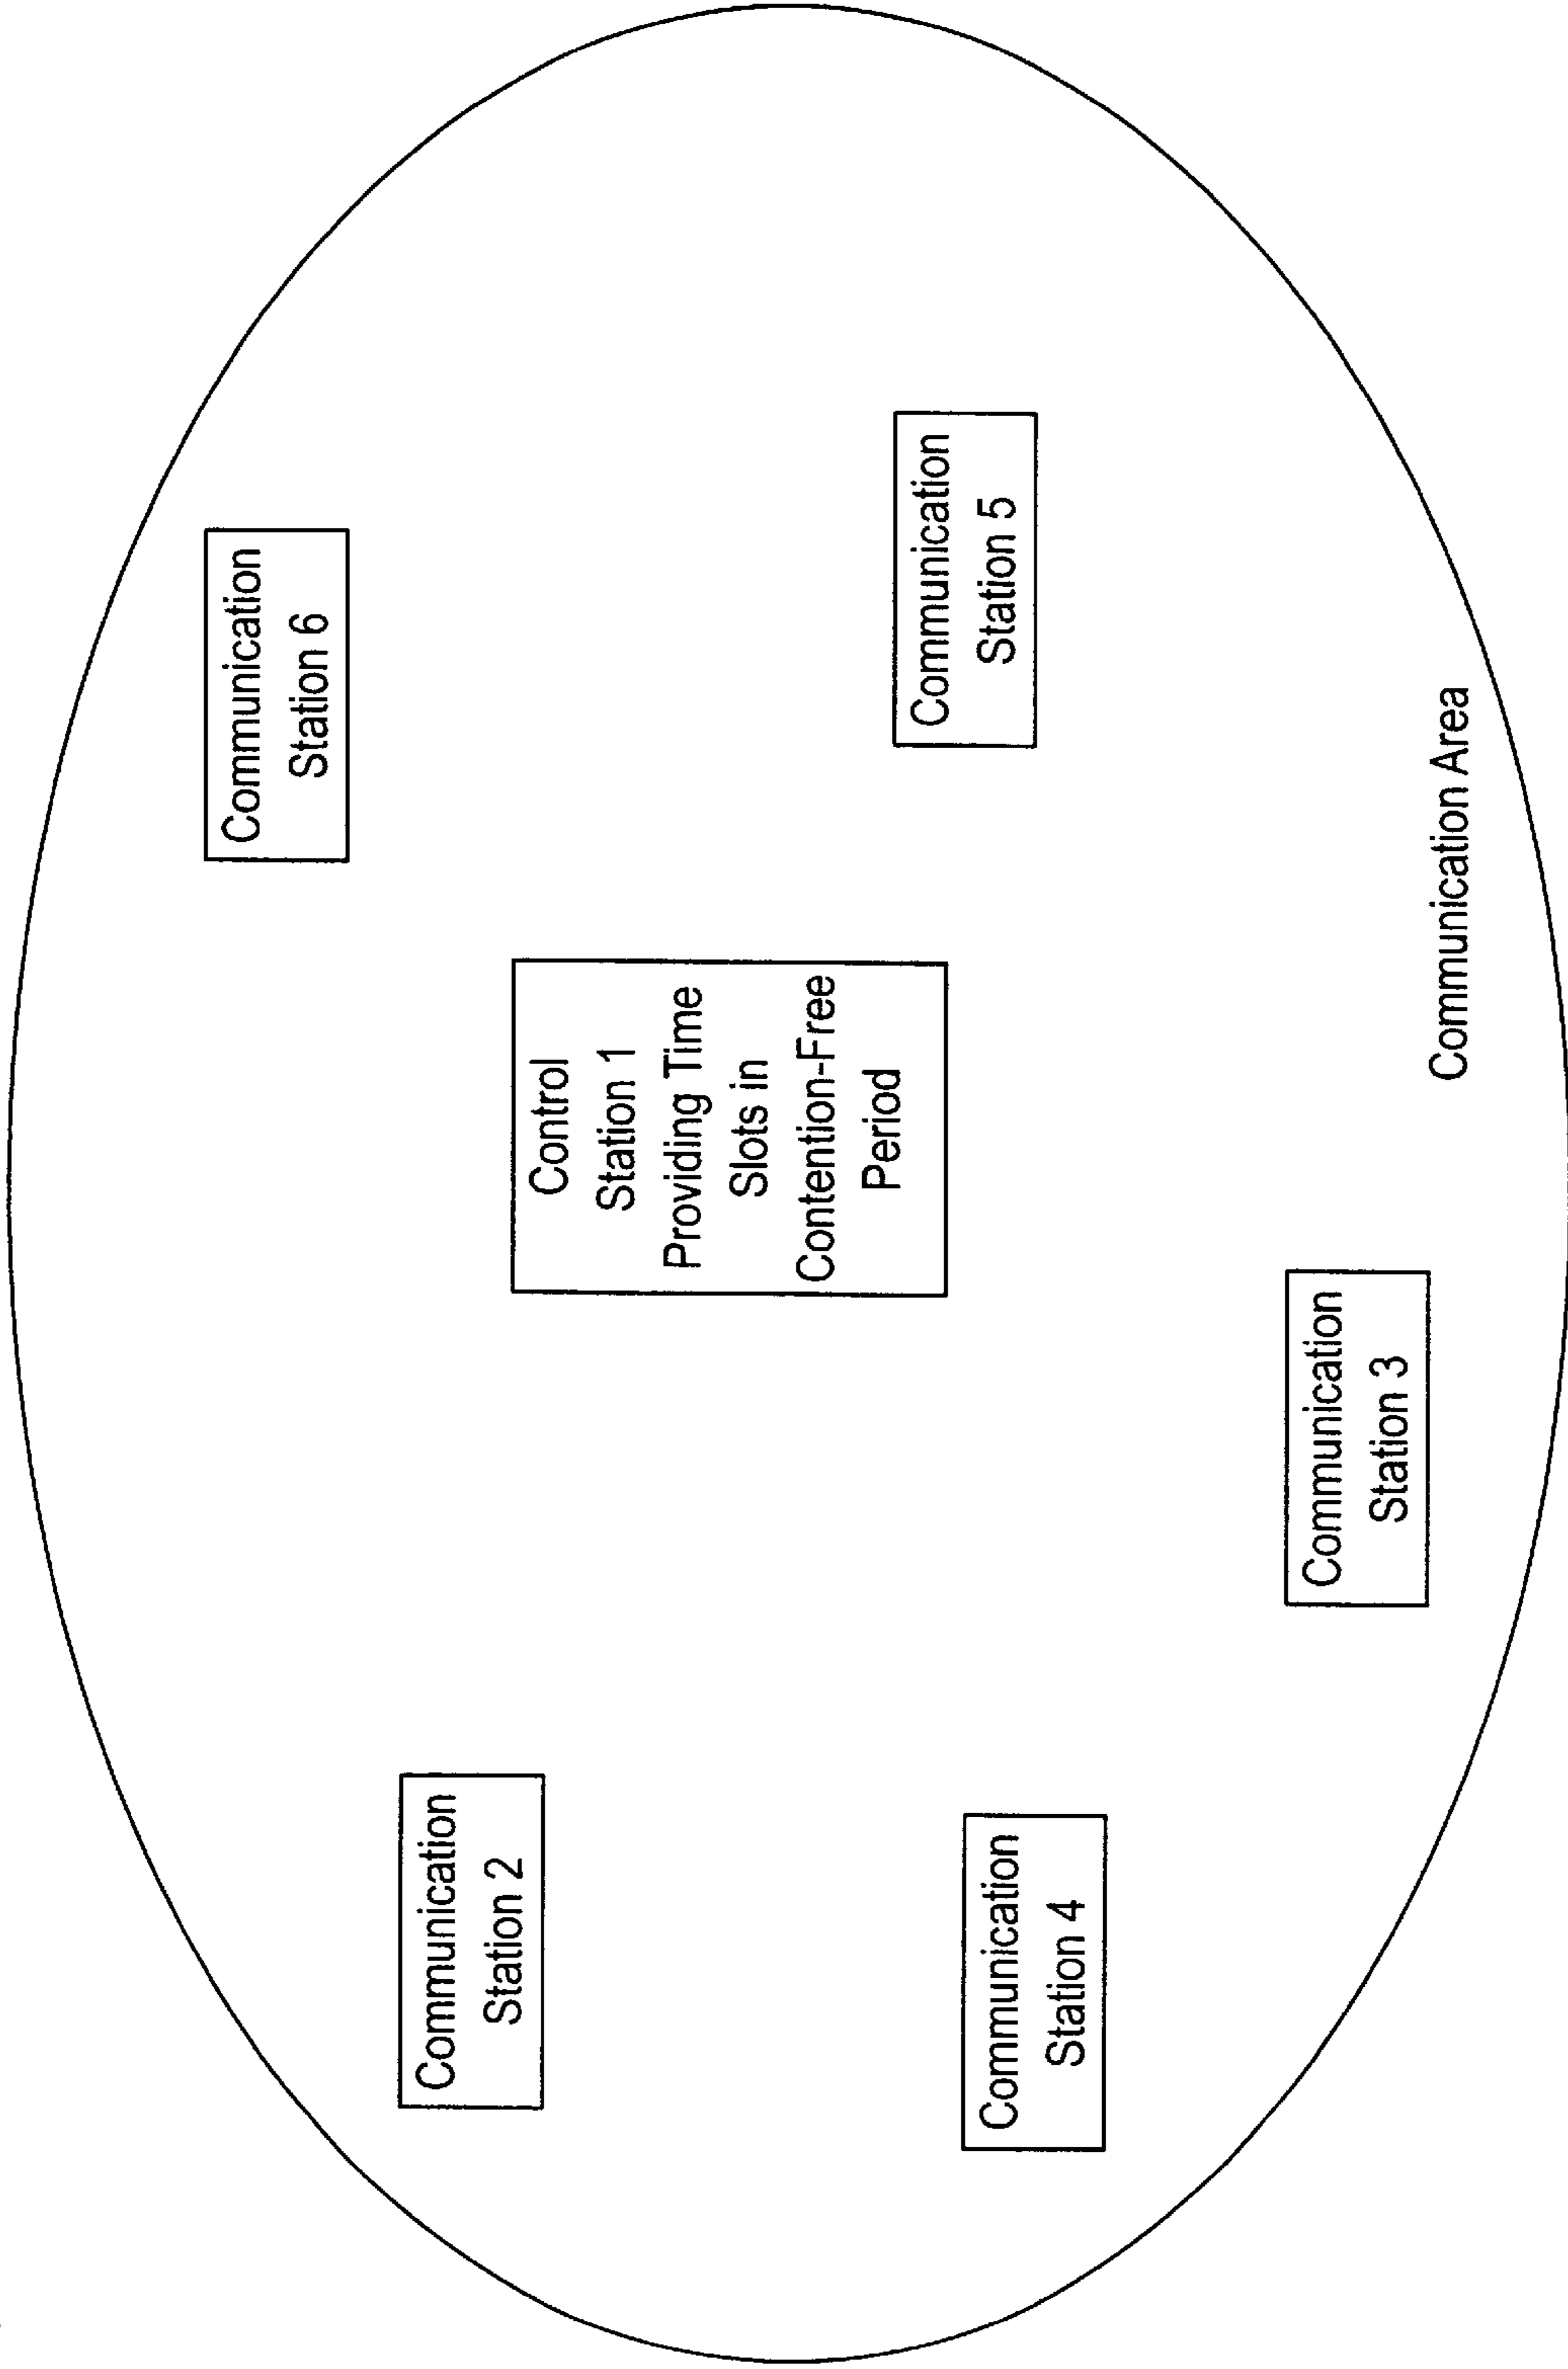 Communication
Station 6
Communication
Station 2
Control
Station 1
Providing Time
Slots in
Contention-Free
Period
Communication
Station 5
Communication
Station 4
Communication
Station 3
Communication Area